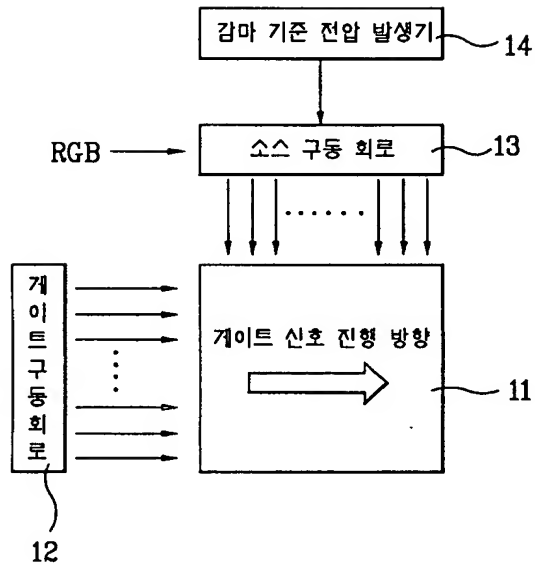 감마 기준 전압 발생기
14
RGB
소스 구동 회로
13
게이트구동회로
게이트 신호 진행 방향
11
12